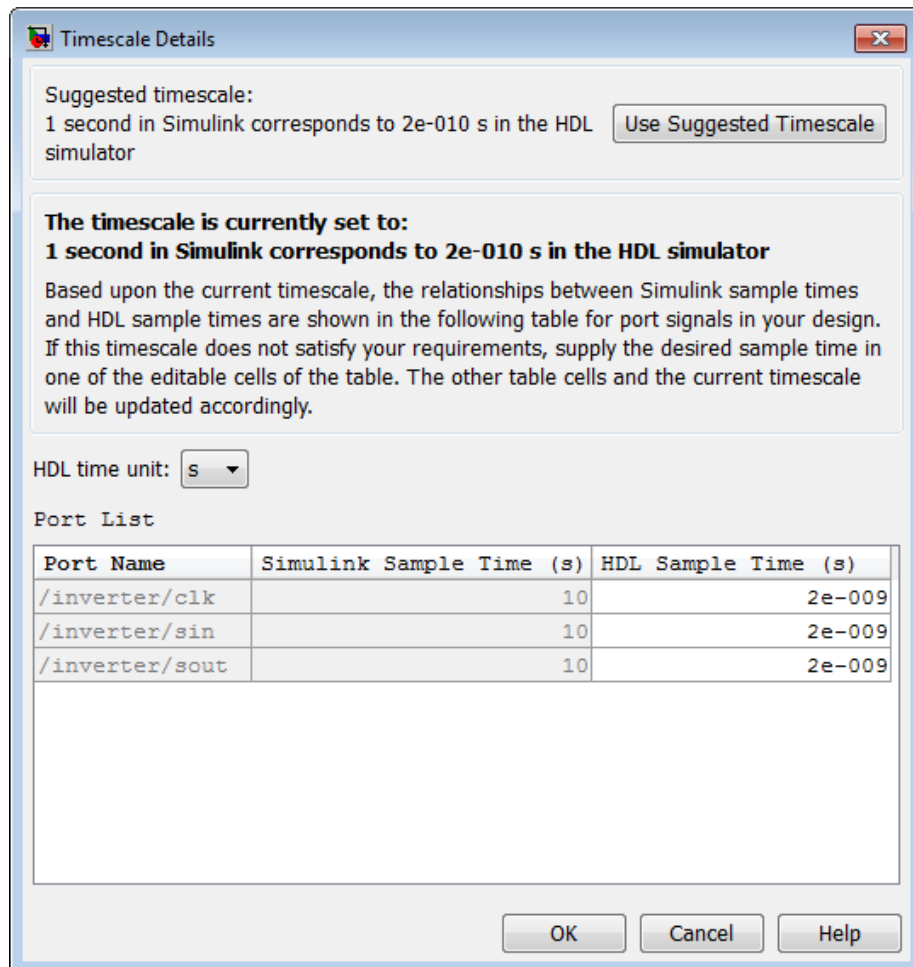 Timescale Details
Suggested timescale:
1 second in Simulink corresponds to 2e-010 s in the HDL
simulator
Use Suggested Timescale
The timescale is currently set to:
1 second in Simulink corresponds to 2e-010 s in the HDL simulator
Based upon the current timescale, the relationships between Simulink sample times
and HDL sample times are shown in the following table for port signals in your design.
If this timescale does not satisfy your requirements, supply the desired sample time in
one of the editable cells of the table. The other table cells and the current timescale
will be updated accordingly.
HDL time unit: s
Port List
Port Name Simulink Sample Time (s) HDL Sample Time (s)
/inverter/clk 10 2e-009
/inverter/sin 10 2e-009
/inverter/sout 10 2e-009
OK Cancel Help